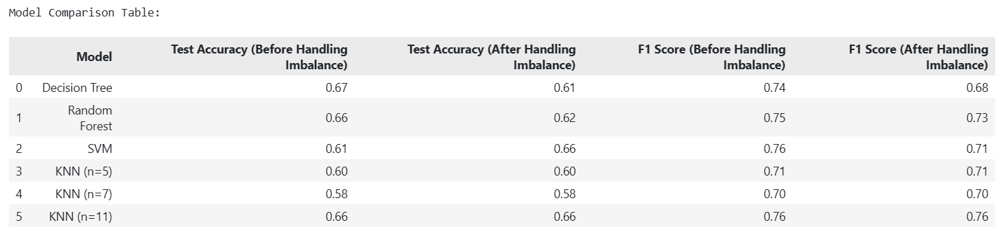 Model Comparison Table:
Model Test Accuracy (Before Handling Imbalance) Test Accuracy (After Handling Imbalance) F1 Score (Before Handling Imbalance) F1 Score (After Handling Imbalance)
0 Decision Tree 0.67 0.61 0.74 0.68
1 Random Forest 0.66 0.62 0.75 0.73
2 SVM 0.61 0.66 0.76 0.71
3 KNN (n=5) 0.60 0.60 0.71 0.71
4 KNN (n=7) 0.58 0.58 0.70 0.70
5 KNN (n=11) 0.66 0.66 0.76 0.76